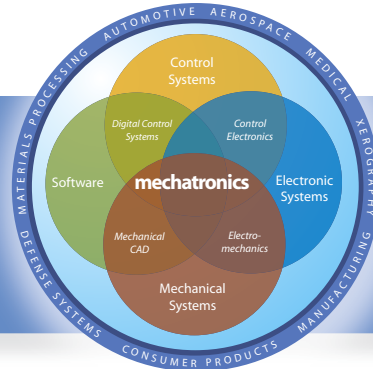 MATERIALS PROCESSING AUTOMOTIVE AEROSPACE MEDICAL XEROGRAPHY
Control
Systems
Digital Control
Systems
Control
Electronics
Software
mechatronics
Electronic
Systems
Mechanical
CAD
Electro-
mechanics
Mechanical
Systems
DEFENSE SYSTEMS CONSUMER PRODUCTS MANUFACTURING